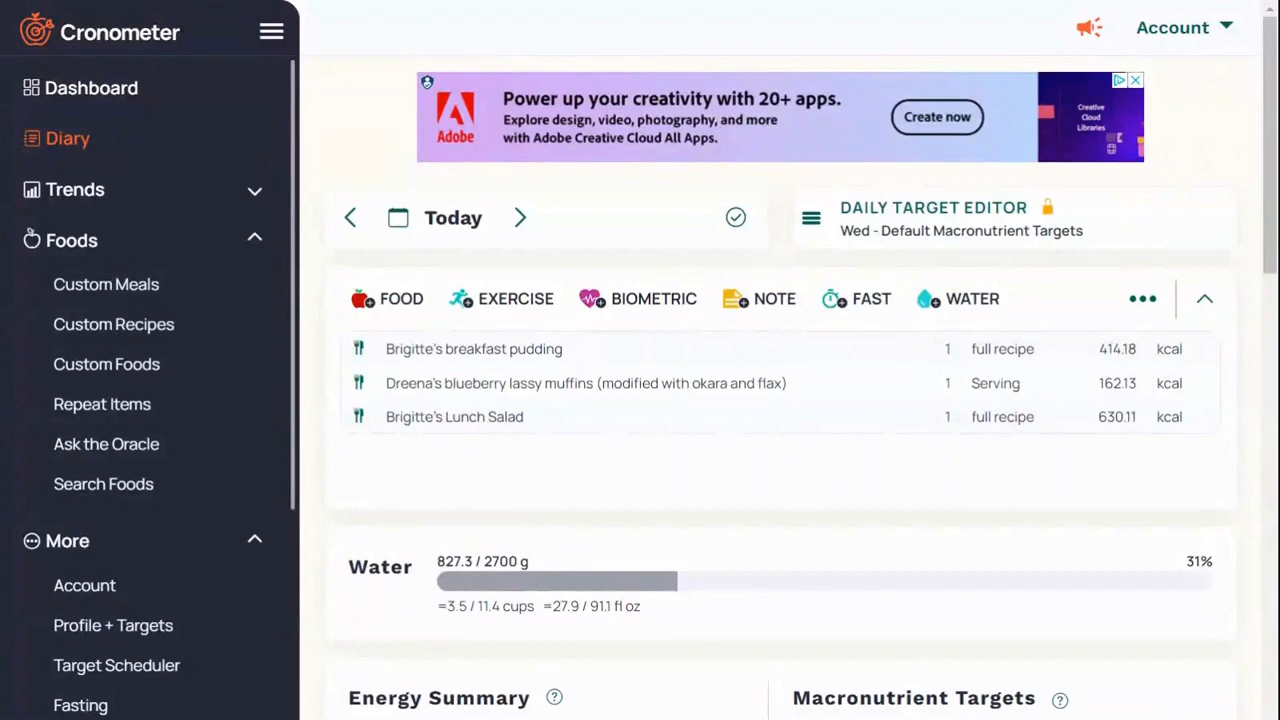 Cronometer
Account
Dashboard
Diary
Trends
Foods
Custom Meals
Custom Recipes
Custom Foods
Repeat Items
Ask the Oracle
Search Foods
More
Account
Profile + Targets
Target Scheduler
Fasting
Adobe
Power up your creativity with 20+ apps.
Explore design, video, photography, and more
with Adobe Creative Cloud All Apps.
Create now
Creative
Cloud
Libraries
Today
DAILY TARGET EDITOR
Wed - Default Macronutrient Targets
FOOD EXERCISE BIOMETRIC NOTE FAST WATER
Brigitte's breakfast pudding 1 full recipe 414.18 kcal
Dreena's blueberry lassy muffins (modified with okara and flax) 1 Serving 162.13 kcal
Brigitte's Lunch Salad 1 full recipe 630.11 kcal
Water
827.3 / 2700 g 31%
=3.5 / 11.4 cups =27.9 / 91.1 fl oz
Energy Summary ?
Macronutrient Targets ?